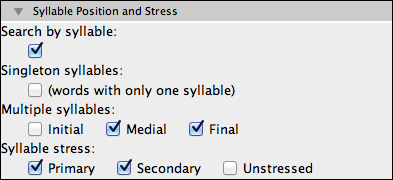 Syllable Position and Stress
Search by syllable:
Singleton syllables:
(words with only one syllable)
Multiple syllables:
Initial Medial Final
Syllable stress:
Primary Secondary Unstressed